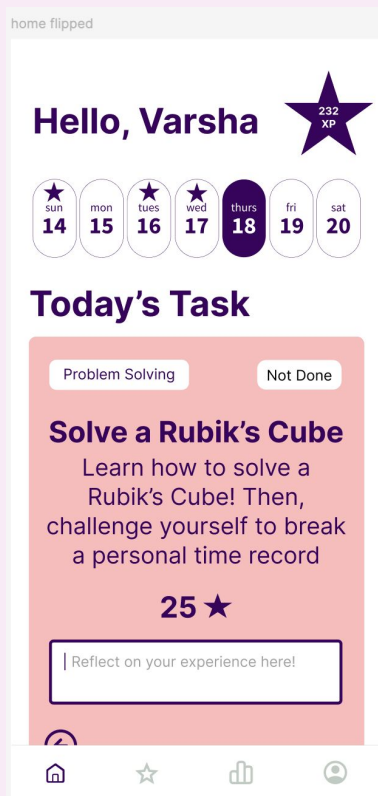 home flipped
Hello, Varsha
232
XP
sun mon tues wed thurs fri sat
14 15 16 17 18 19 20
Today's Task
Problem Solving Not Done
Solve a Rubik's Cube
Learn how to solve a
Rubik's Cube! Then,
challenge yourself to break
a personal time record
25
Reflect on your experience here!